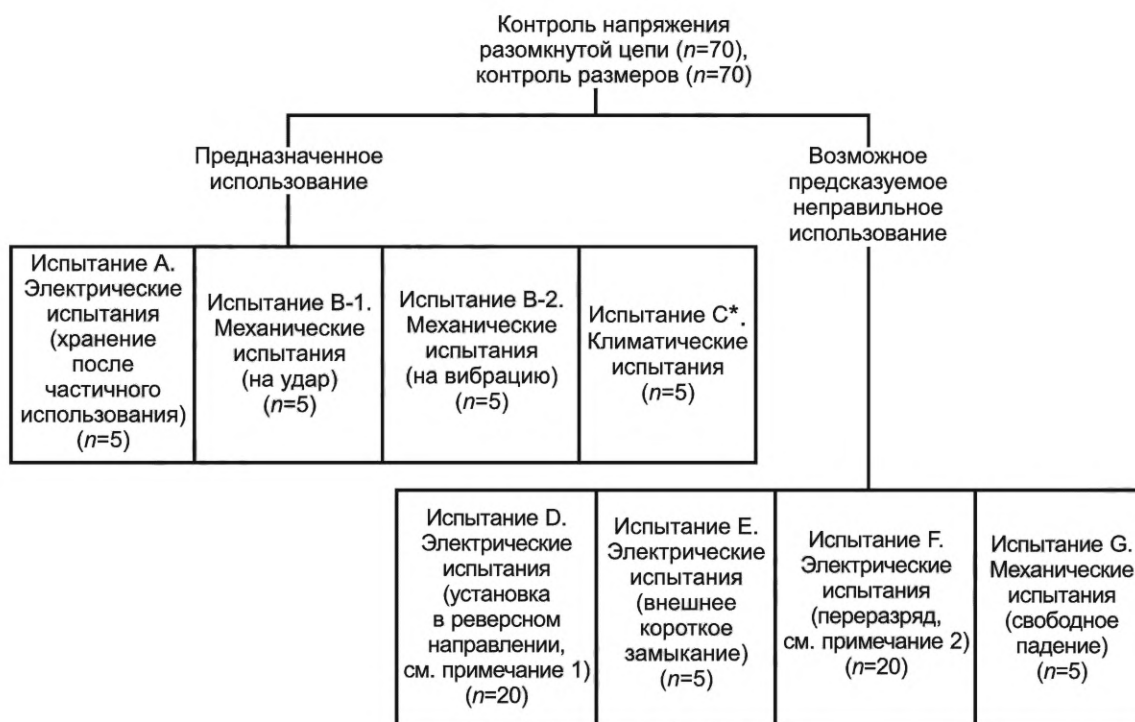 Контроль напряжения
разомкнутой цепи (n=70),
контроль размеров (n=70)
Предназначенное
использование
Возможное
предсказуемое
неправильное
использование
Испытание A.
Электрические
испытания
(хранение
после
частичного
использования)
(n=5)
Испытание B-1.
Механические
испытания
(на удар)
(n=5)
Испытание B-2.
Механические
испытания
(на вибрацию)
(n=5)
Испытание C*.
Климатические
испытания
(n=5)
Испытание D.
Электрические
испытания
(установка
в реверсном
направлении,
см. примечание 1)
(n=20)
Испытание E.
Электрические
испытания
(внешнее
короткое
замыкание)
(n=5)
Испытание F.
Электрические
испытания
(переразряд,
см. примечание 2)
(n=20)
Испытание G.
Механические
испытания
(свободное
падение)
(n=5)